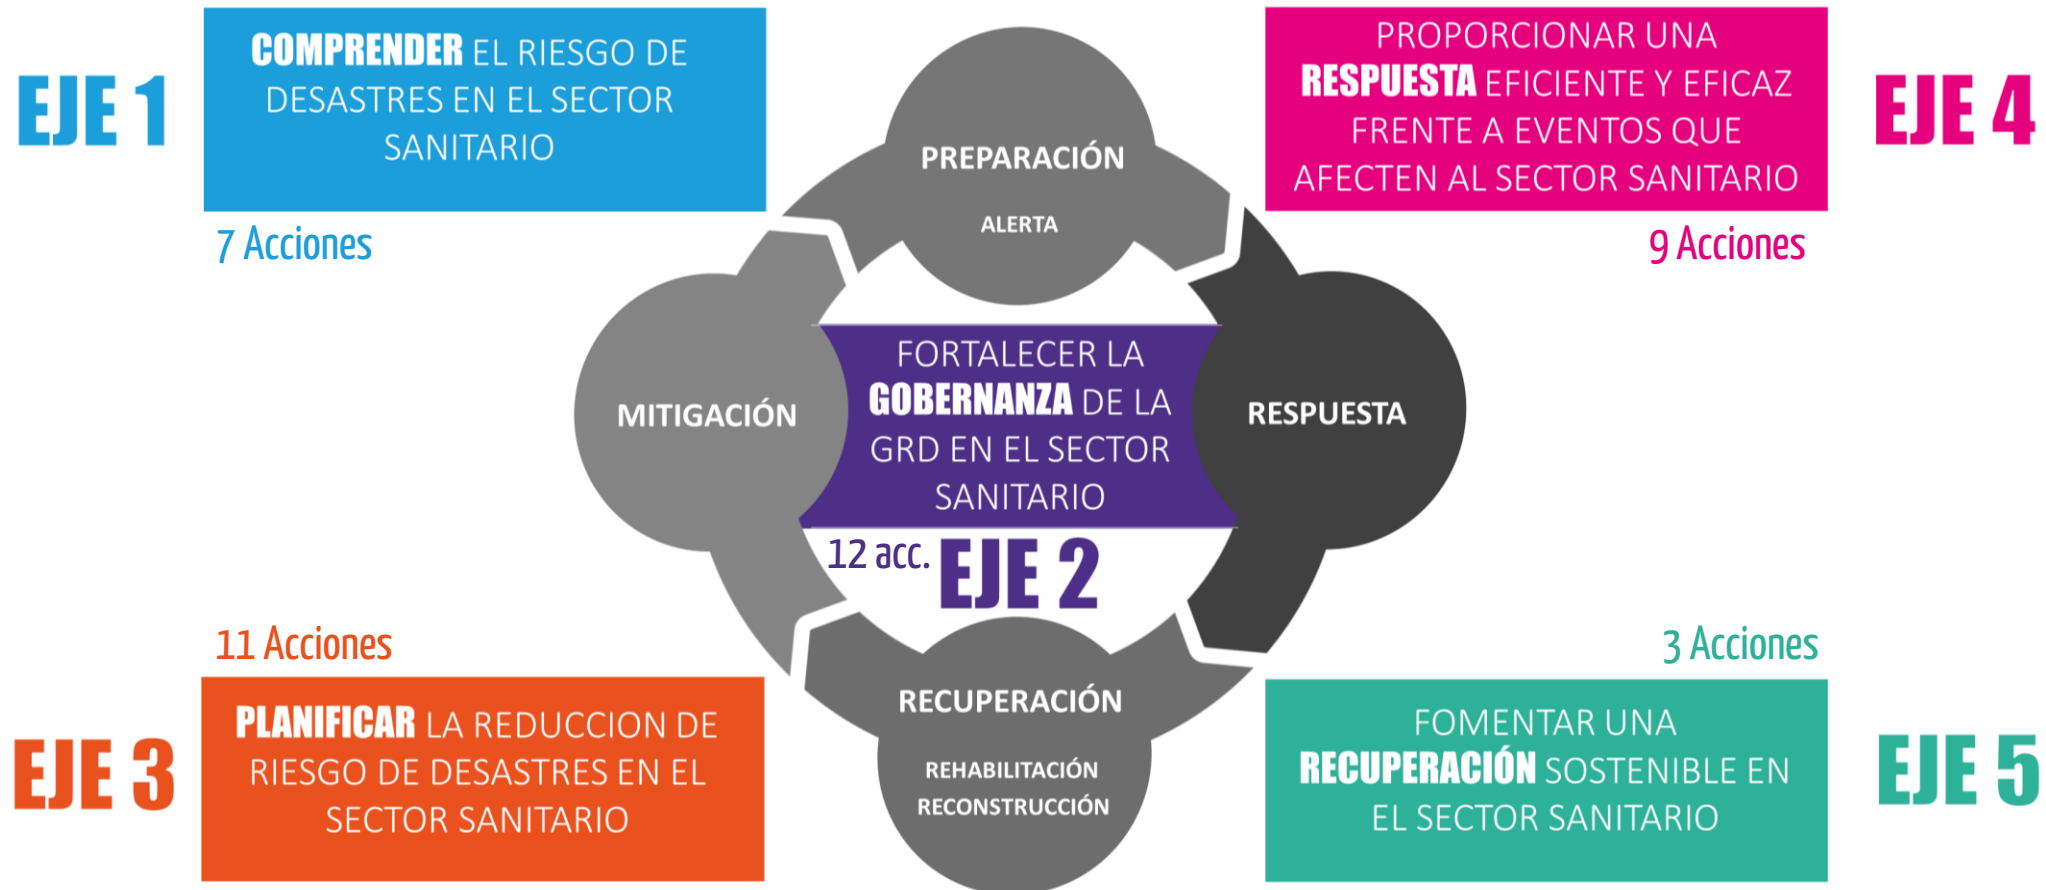 EJE 1
COMPRENDER EL RIESGO DE
DESASTRES EN EL SECTOR
SANITARIO
7 Acciones
PROPORCIONAR UNA
RESPUESTA EFICIENTE Y EFICAZ
FRENTE A EVENTOS QUE
AFECTEN AL SECTOR SANITARIO
EJE 4
9 Acciones
PREPARACIÓN
ALERTA
MITIGACIÓN
FORTALECER LA
GOBERNANZA DE LA
GRD EN EL SECTOR
SANITARIO
12 acc.
EJE 2
RESPUESTA
RECUPERACIÓN
REHABILITACIÓN
RECONSTRUCCIÓN
11 Acciones
EJE 3
PLANIFICAR LA REDUCCION DE
RIESGO DE DESASTRES EN EL
SECTOR SANITARIO
3 Acciones
FOMENTAR UNA
RECUPERACIÓN SOSTENIBLE EN
EL SECTOR SANITARIO
EJE 5